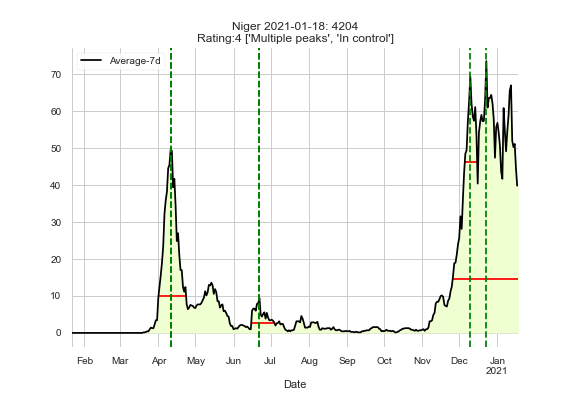 Niger 2021-01-18: 4204
Rating:4 ['Multiple peaks', 'In control']
Average-7d
70
60
50
40
30
20
10
0
Feb Mar Apr May Jun Jul Aug Sep Oct Nov Dec Jan
2021
Date